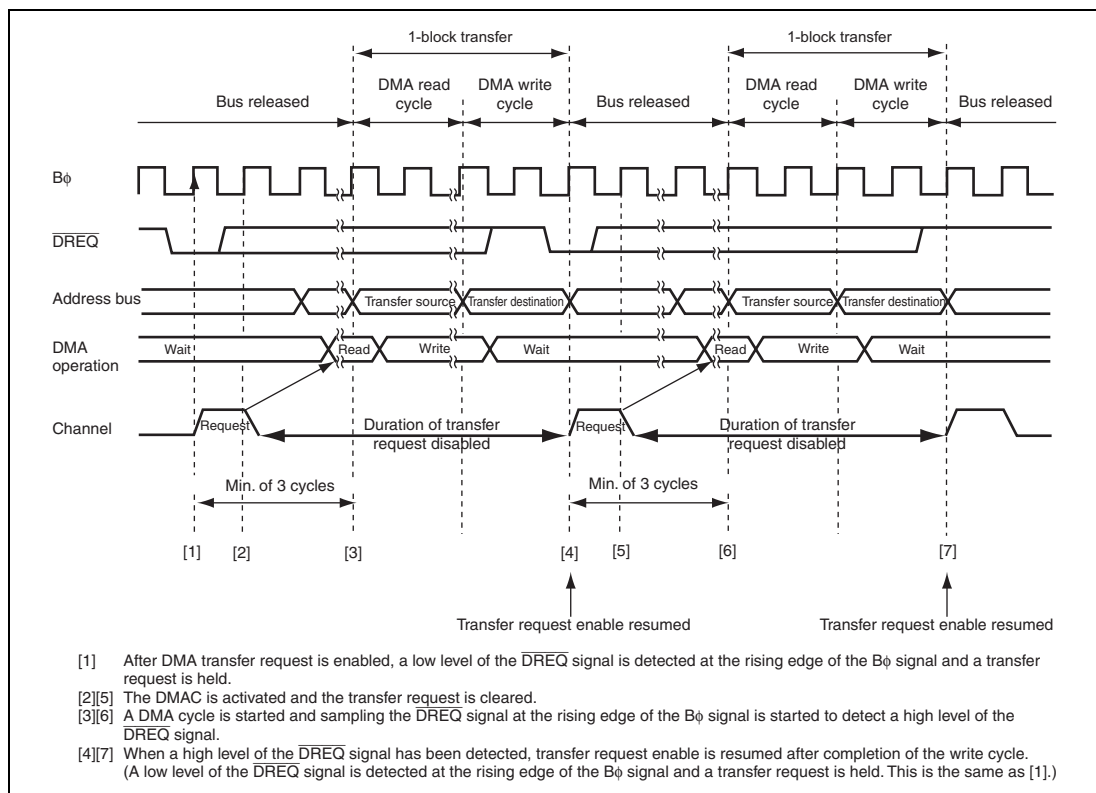 1-block transfer 1-block transfer
DMA read cycle DMA write cycle DMA read cycle DMA write cycle
Bus released Bus released Bus released
Bφ
DREQ
Address bus Transfer source Transfer destination Transfer source Transfer destination
DMA operation Wait Read Write Wait Read Write Wait
Channel Request Duration of transfer request disabled Request Duration of transfer request disabled
Min. of 3 cycles Min. of 3 cycles
[1] [2] [3] [4] [5] [6] [7]
Transfer request enable resumed Transfer request enable resumed
[1] After DMA transfer request is enabled, a low level of the DREQ signal is detected at the rising edge of the Bφ signal and a transfer
request is held.
[2][5] The DMAC is activated and the transfer request is cleared.
[3][6] A DMA cycle is started and sampling the DREQ signal at the rising edge of the Bφ signal is started to detect a high level of the
DREQ signal.
[4][7] When a high level of the DREQ signal has been detected, transfer request enable is resumed after completion of the write cycle.
(A low level of the DREQ signal is detected at the rising edge of the Bφ signal and a transfer request is held. This is the same as [1].)